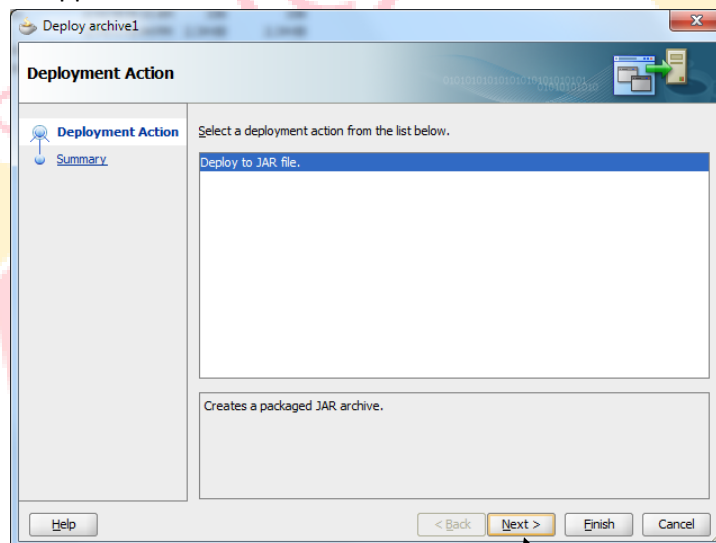 Deploy archive1
Deployment Action
Deployment Action
Summary
Select a deployment action from the list below.
Deploy to JAR file.
Creates a packaged JAR archive.
Help
< Back
Next >
Finish
Cancel